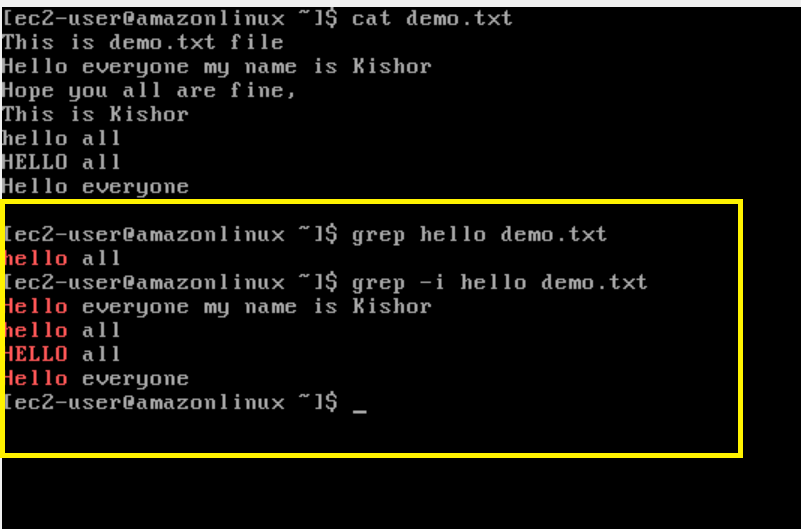 [ec2-user@amazonlinux ~]$ cat demo.txt
This is demo.txt file
Hello everyone my name is Kishor
Hope you all are fine,
This is Kishor
hello all
HELLO all
Hello everyone
[ec2-user@amazonlinux ~]$ grep hello demo.txt
hello all
[ec2-user@amazonlinux ~]$ grep -i hello demo.txt
Hello everyone my name is Kishor
hello all
HELLO all
Hello everyone
[ec2-user@amazonlinux ~]$ _